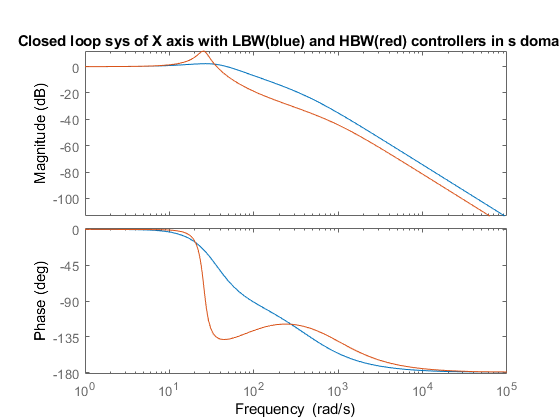 Closed loop sys of X axis with LBW(blue) and HBW(red) controllers in s doma
Magnitude (dB)
0
-20
-40
-60
-80
-100
Phase (deg)
0
-45
-90
-135
-180
10^0 10^1 10^2 10^3 10^4 10^5
Frequency (rad/s)